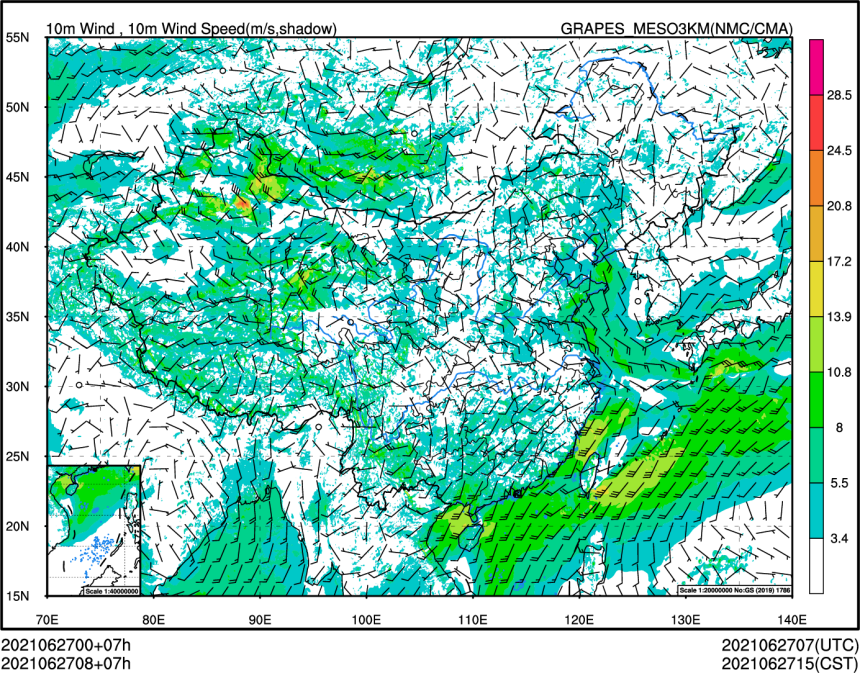 10m Wind , 10m Wind Speed(m/s,shadow) GRAPES_MESO3KM(NMC/CMA)
55N
50N
45N
40N
35N
30N
25N
20N
15N
28.5
24.5
20.8
17.2
13.9
10.8
8
5.5
3.4
Scale 1:40000000
Scale 1:20000000 No:GS (2019) 1786
70E 80E 90E 100E 110E 120E 130E 140E
2021062700+07h 2021062707(UTC)
2021062708+07h 2021062715(CST)